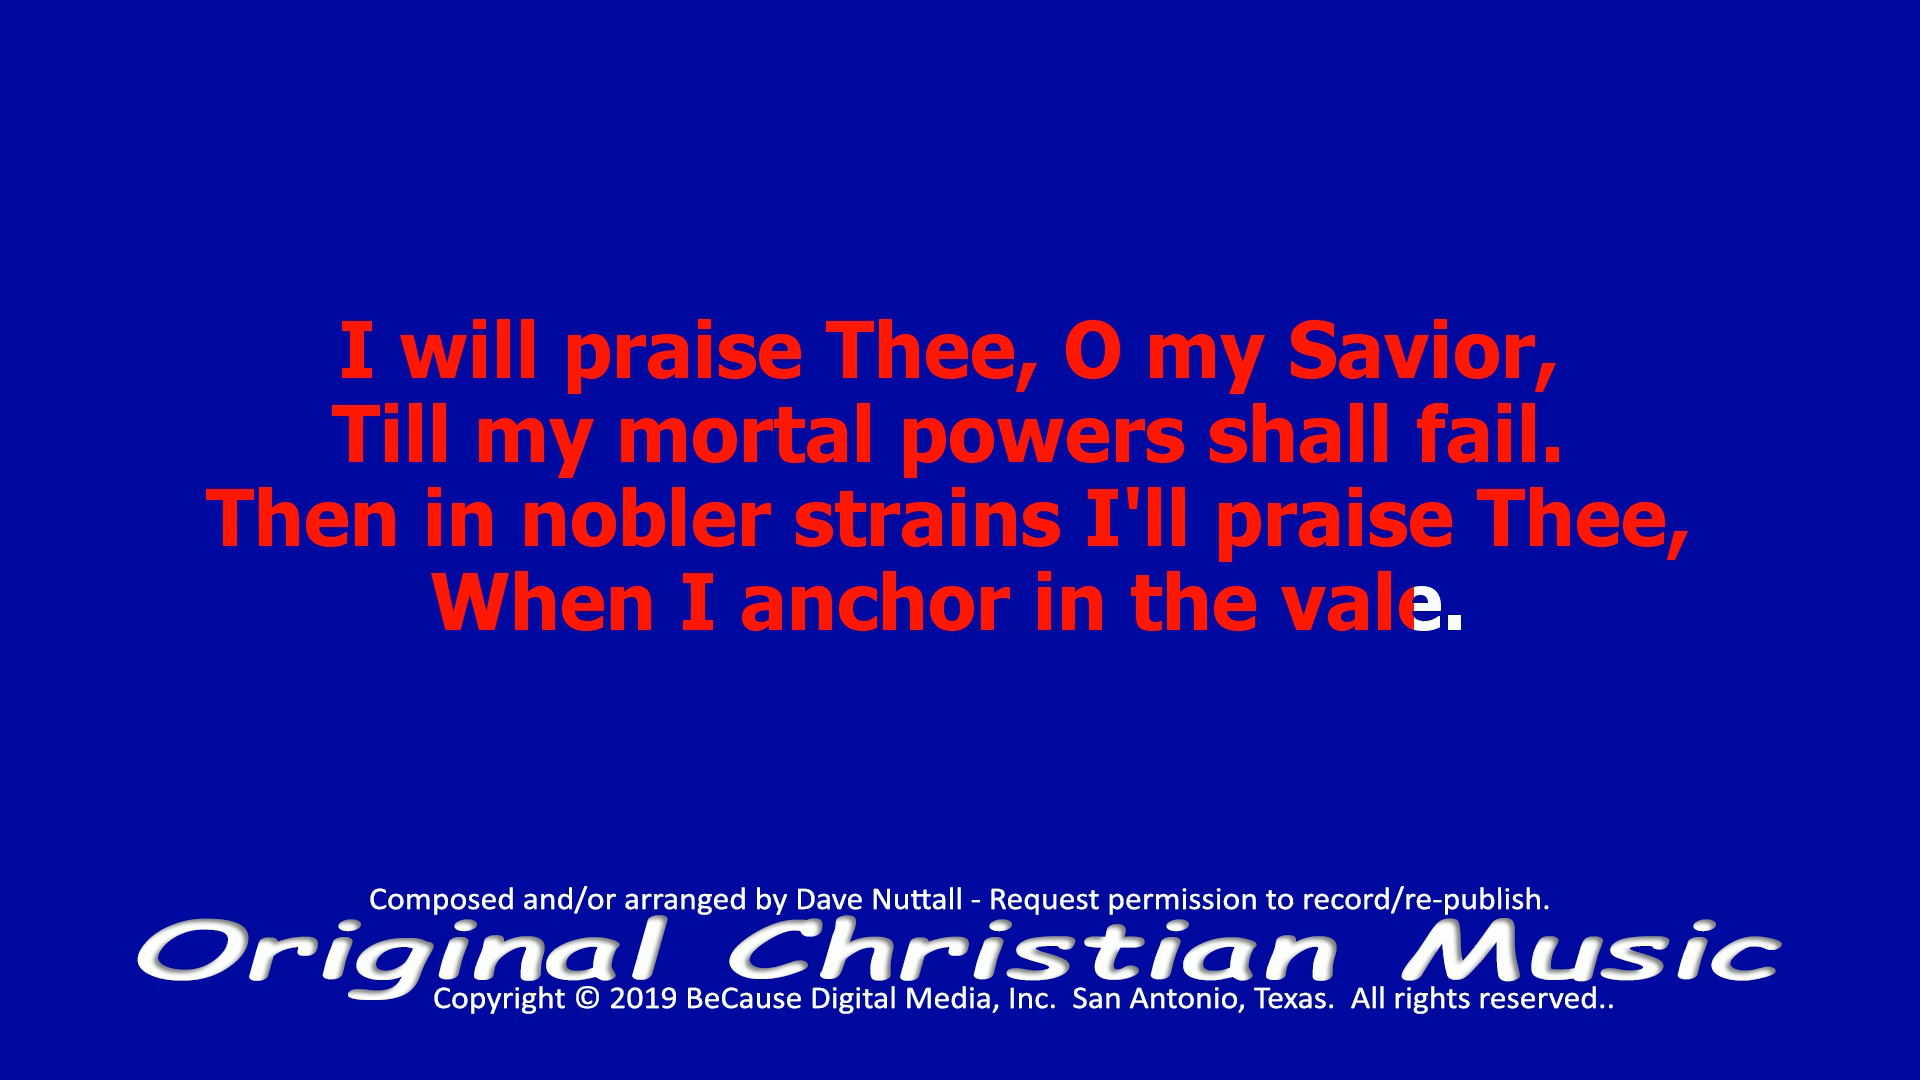 I will praise Thee, O my Savior,
Till my mortal powers shall fail.
Then in nobler strains I'll praise Thee,
When I anchor in the vale.
Composed and/or arranged by Dave Nuttall - Request permission to record/re-publish.
Original Christian Music
Copyright © 2019 BeCause Digital Media, Inc.  San Antonio, Texas.  All rights reserved..